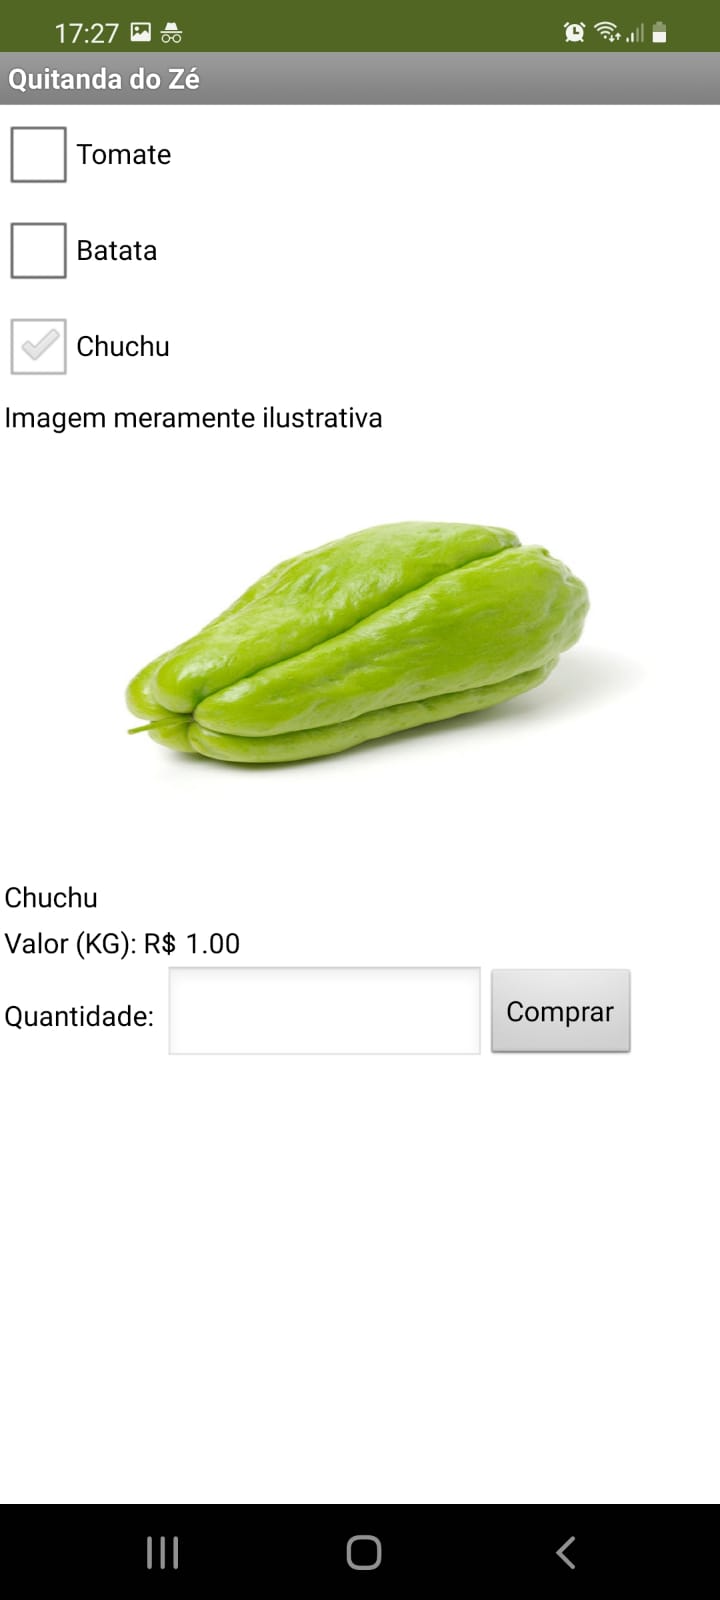 17:27
Quitanda do Zé
Tomate
Batata
Chuchu
Imagem meramente ilustrativa
Chuchu
Valor (KG): R$ 1.00
Quantidade:
Comprar